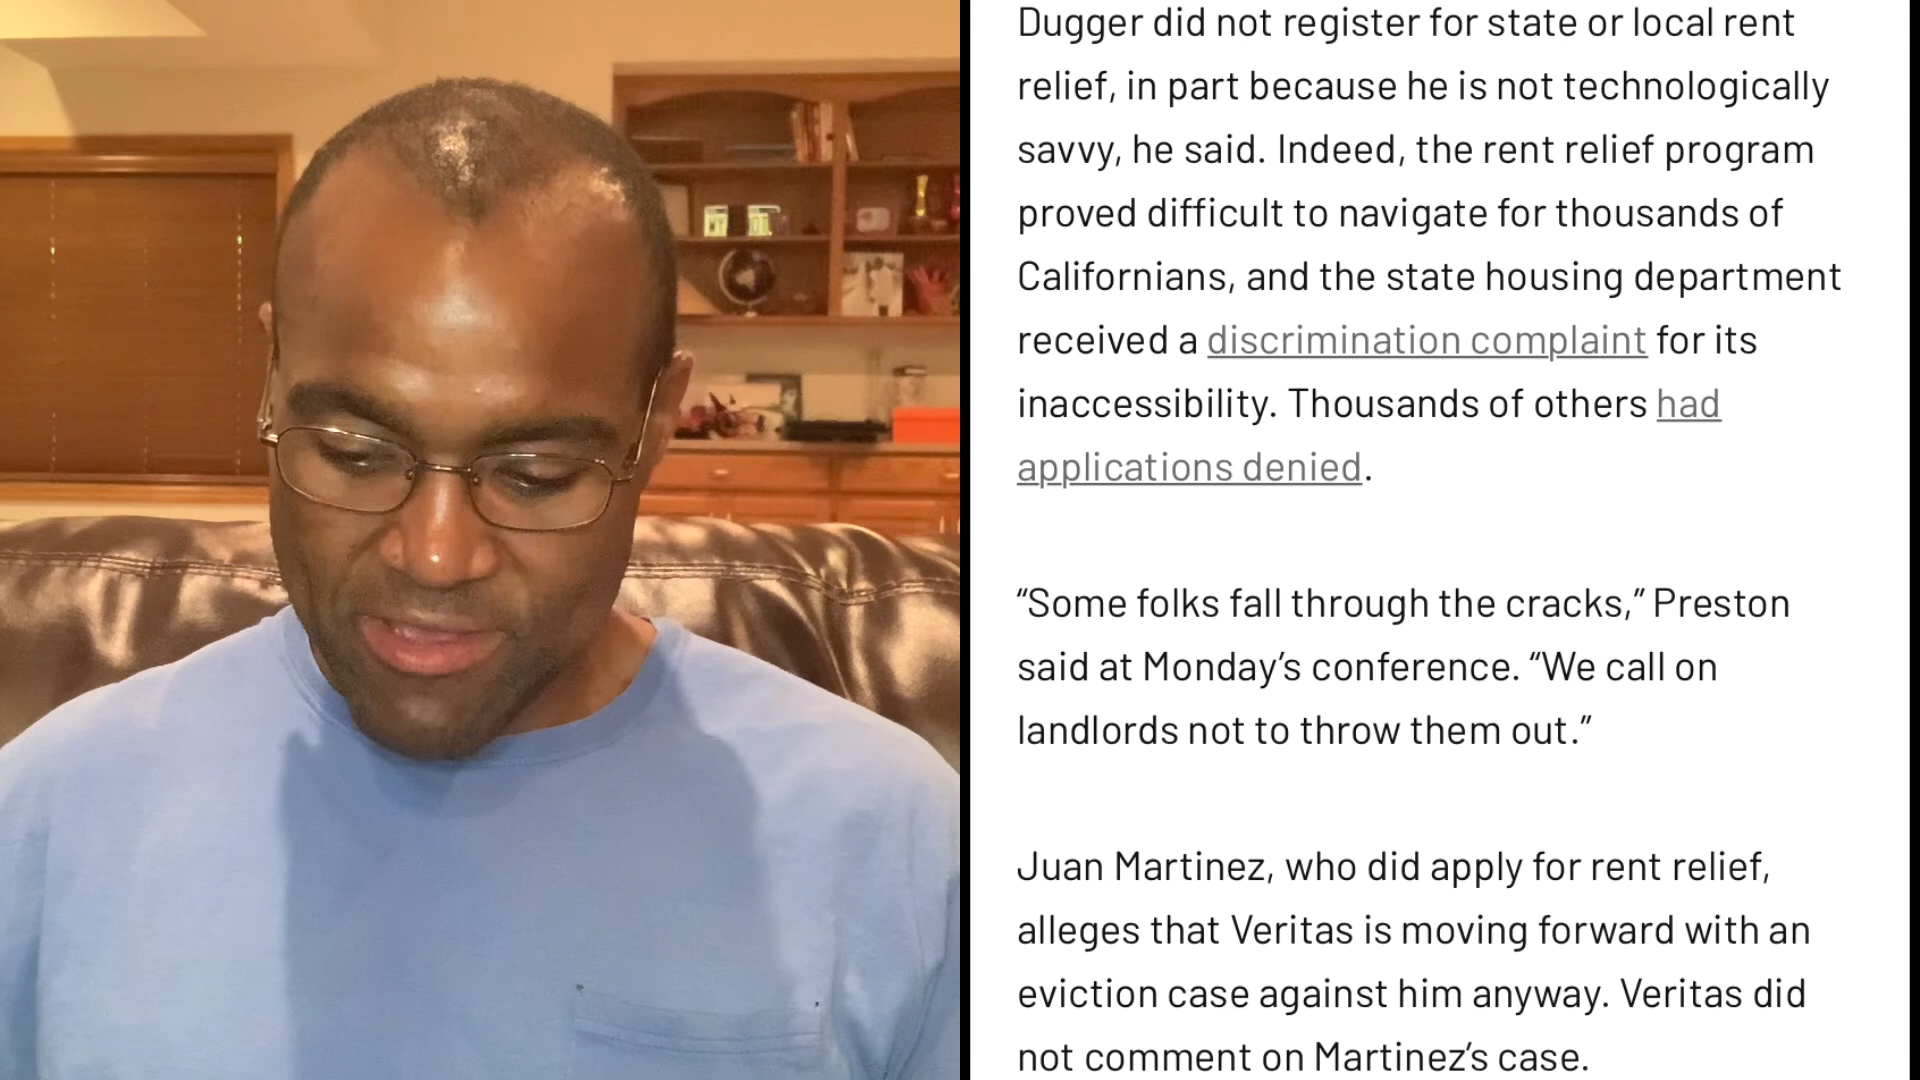 Dugger did not register for state or local rent
relief, in part because he is not technologically
savvy, he said. Indeed, the rent relief program
proved difficult to navigate for thousands of
Californians, and the state housing department
received a discrimination complaint for its
inaccessibility. Thousands of others had
applications denied.
“Some folks fall through the cracks,” Preston
said at Monday’s conference. “We call on
landlords not to throw them out.”
Juan Martinez, who did apply for rent relief,
alleges that Veritas is moving forward with an
eviction case against him anyway. Veritas did
not comment on Martinez’s case.